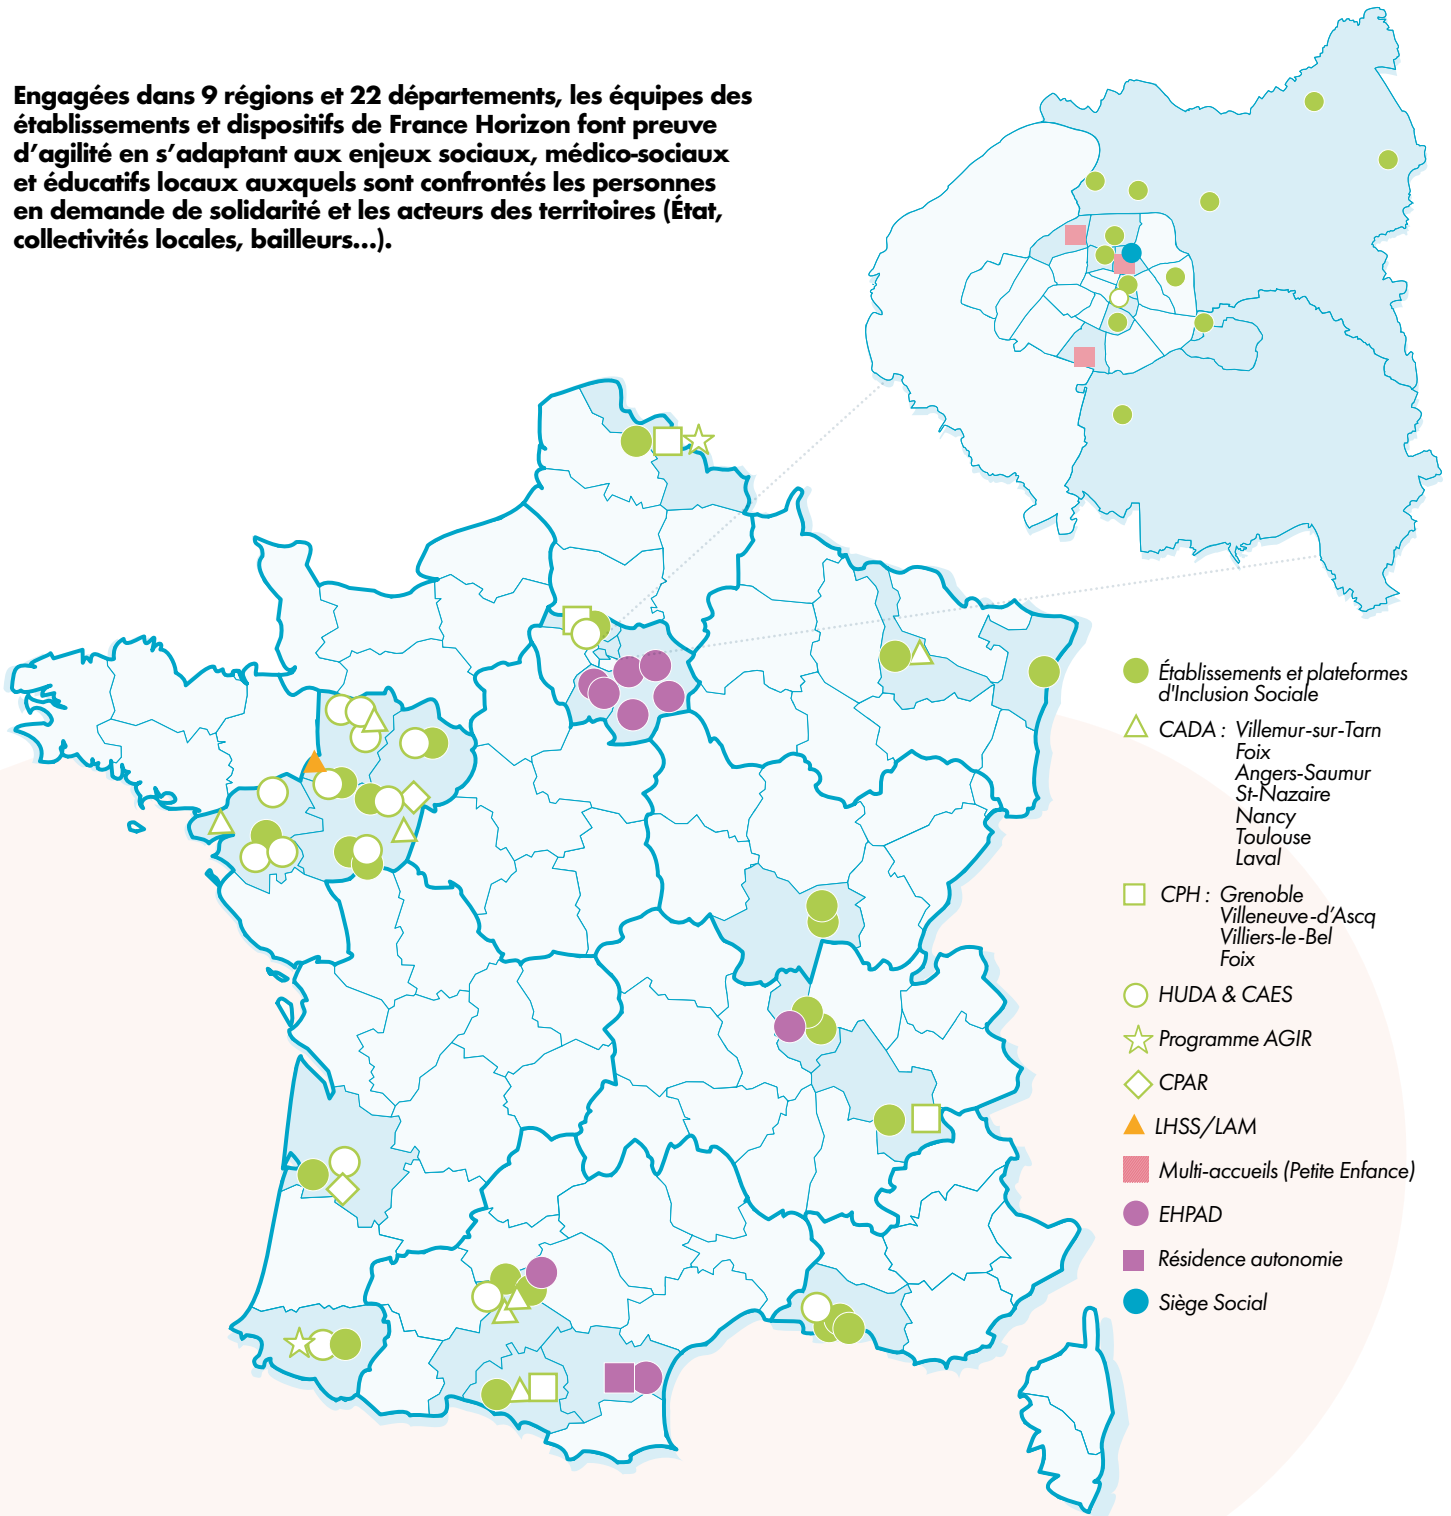 Engagées dans 9 régions et 22 départements, les équipes des
établissements et dispositifs de France Horizon font preuve
d’agilité en s’adaptant aux enjeux sociaux, médico-sociaux
et éducatifs locaux auxquels sont confrontés les personnes
en demande de solidarité et les acteurs des territoires (État,
collectivités locales, bailleurs...).
Établissements et plateformes
d'Inclusion Sociale
CADA : Villemur-sur-Tarn
Foix
Angers-Saumur
St-Nazaire
Nancy
Toulouse
Laval
CPH : Grenoble
Villeneuve-d’Ascq
Villiers-le-Bel
Foix
HUDA & CAES
Programme AGIR
CPAR
LHSS/LAM
Multi-accueils (Petite Enfance)
EHPAD
Résidence autonomie
Siège Social